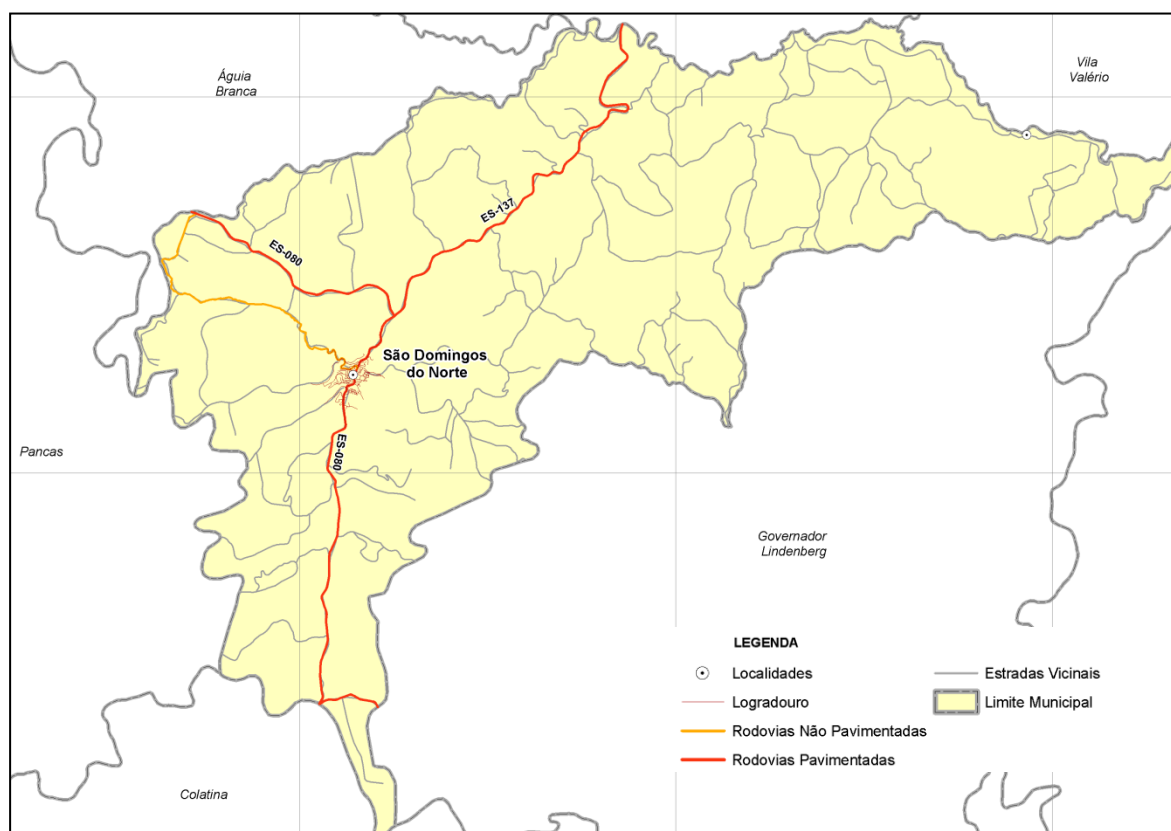 Águia
Branca
Vila
Valério
ES-137
ES-080
São Domingos
do Norte
ES-080
Pancas
Governador
Lindenberg
Colatina
LEGENDA
Localidades
Logradouro
Rodovias Não Pavimentadas
Rodovias Pavimentadas
Estradas Vicinais
Limite Municipal